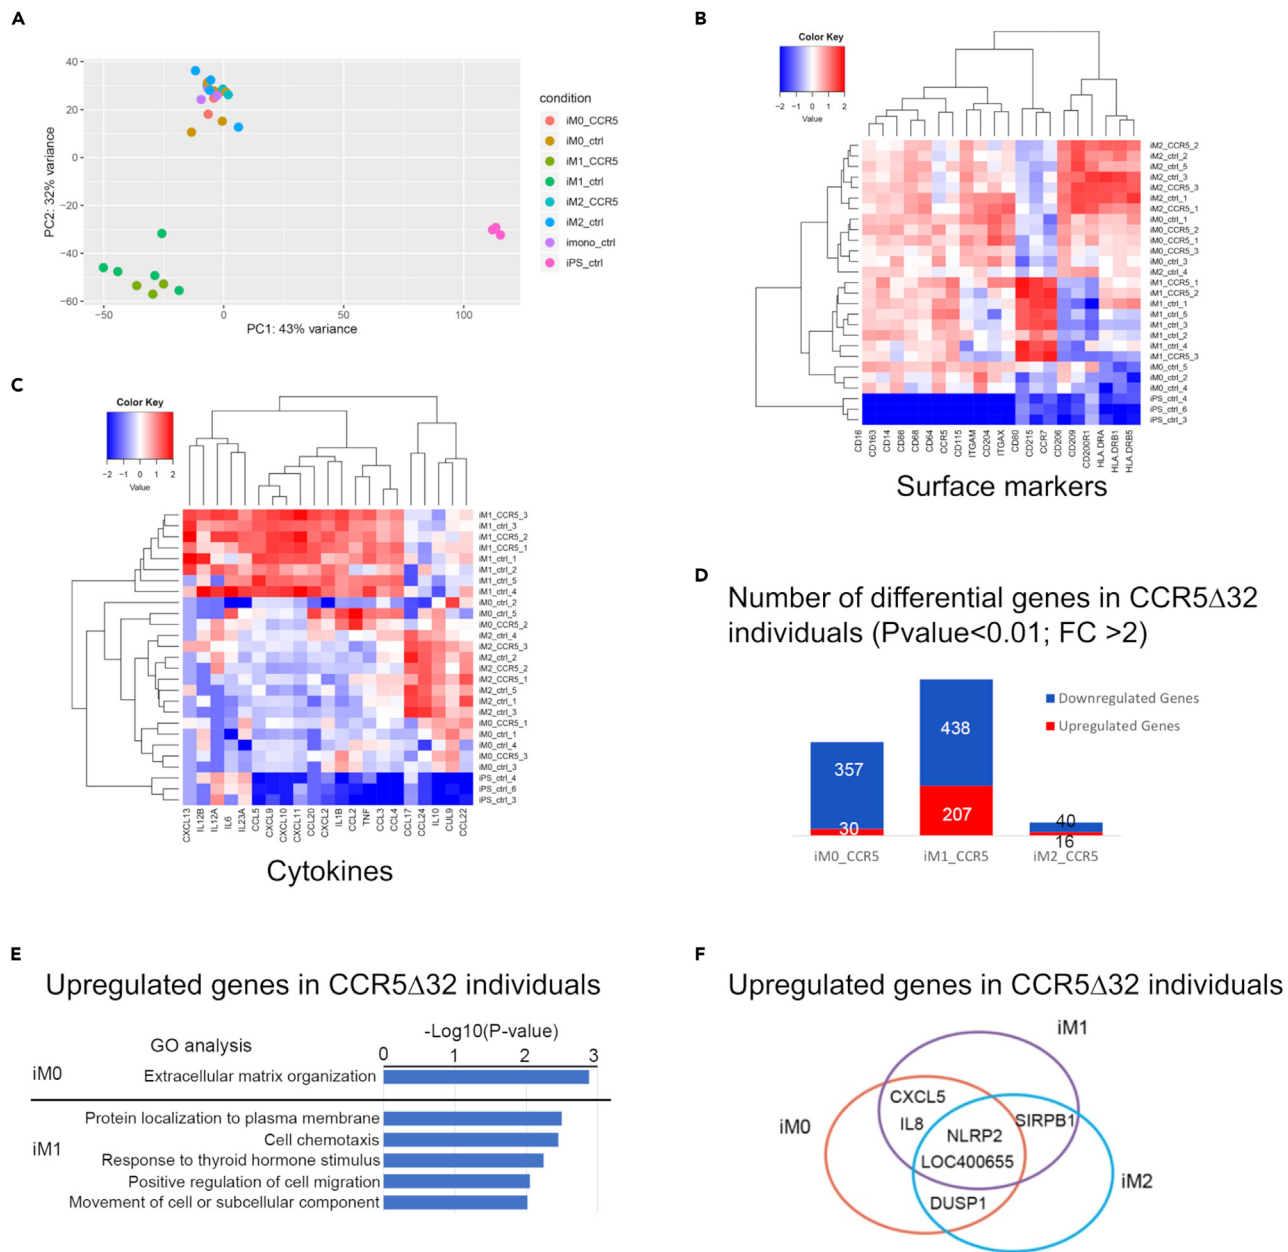 A
40
20
0
−20
−40
−60
PC2: 32% variance
−50
0
50
100
PC1: 43% variance
condition
iM0_CCR5
iM0_ctrl
iM1_CCR5
iM1_ctrl
iM2_CCR5
iM2_ctrl
imono_ctrl
iPS_ctrl
B
Color Key
−2 −1 0 1 2
Value
iM2_CCR5_2
iM2_ctrl_2
iM2_ctrl_5
iM2_ctrl_3
iM2_CCR5_3
iM2_ctrl_1
iM2_CCR5_1
iM0_ctrl_1
iM0_CCR5_2
iM0_CCR5_1
iM0_CCR5_3
iM0_ctrl_3
iM2_ctrl_4
iM1_CCR5_1
iM1_CCR5_2
iM1_ctrl_1
iM1_ctrl_5
iM1_ctrl_3
iM1_ctrl_2
iM1_ctrl_4
iM1_CCR5_3
iM0_ctrl_5
iM0_ctrl_2
iM0_ctrl_4
iPS_ctrl_4
iPS_ctrl_6
iPS_ctrl_3
CD16
CD163
CD14
CD86
CD68
CD64
CCR5
CD115
ITGAM
CD204
ITGAX
CD80
CD215
CCR7
CD206
CD209
CD200R1
HLA.DRA
HLA.DRB1
HLA.DRB5
Surface markers
C
Color Key
−2 −1 0 1 2
Value
iM1_CCR5_3
iM1_ctrl_3
iM1_CCR5_2
iM1_CCR5_1
iM1_ctrl_1
iM1_ctrl_2
iM1_ctrl_5
iM1_ctrl_4
iM0_ctrl_2
iM0_ctrl_5
iM0_CCR5_2
iM2_ctrl_4
iM2_CCR5_3
iM2_ctrl_2
iM2_CCR5_2
iM2_CCR5_1
iM2_ctrl_5
iM2_ctrl_1
iM2_ctrl_3
iM0_CCR5_1
iM0_ctrl_1
iM0_ctrl_4
iM0_CCR5_3
iM0_ctrl_3
iPS_ctrl_4
iPS_ctrl_6
iPS_ctrl_3
CXCL13
IL12B
IL12A
IL6
IL23A
CCL5
CXCL9
CXCL10
CXCL11
CCL20
CXCL2
IL1B
CCL2
TNF
CCL3
CCL4
CCL17
CCL24
IL10
CUL9
CCL22
Cytokines
D
Number of differential genes in CCR5Δ32
individuals (Pvalue<0.01; FC >2)
Downregulated Genes
Upregulated Genes
357
30
438
207
40
16
iM0_CCR5
iM1_CCR5
iM2_CCR5
E
Upregulated genes in CCR5Δ32 individuals
-Log10(P-value)
GO analysis
0 1 2 3
iM0
Extracellular matrix organization
iM1
Protein localization to plasma membrane
Cell chemotaxis
Response to thyroid hormone stimulus
Positive regulation of cell migration
Movement of cell or subcellular component
F
Upregulated genes in CCR5Δ32 individuals
iM1
CXCL5
IL8
SIRPB1
iM0
NLRP2
LOC400655
iM2
DUSP1